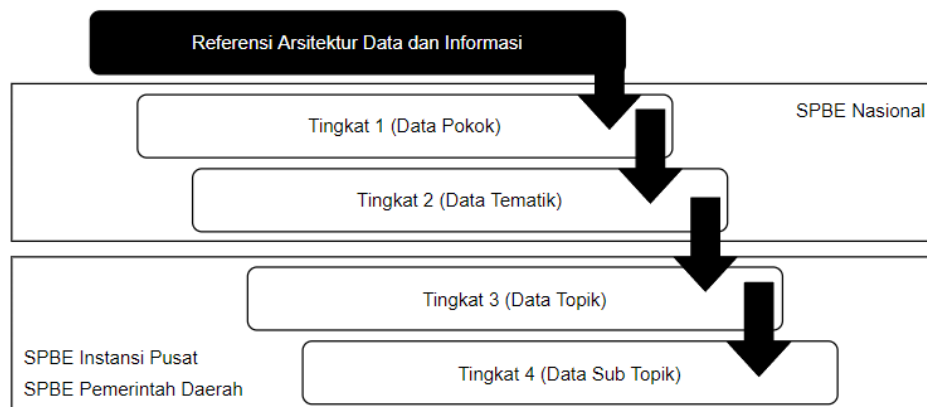 Referensi Arsitektur Data dan Informasi
SPBE Nasional
Tingkat 1 (Data Pokok)
Tingkat 2 (Data Tematik)
Tingkat 3 (Data Topik)
SPBE Instansi Pusat
SPBE Pemerintah Daerah
Tingkat 4 (Data Sub Topik)